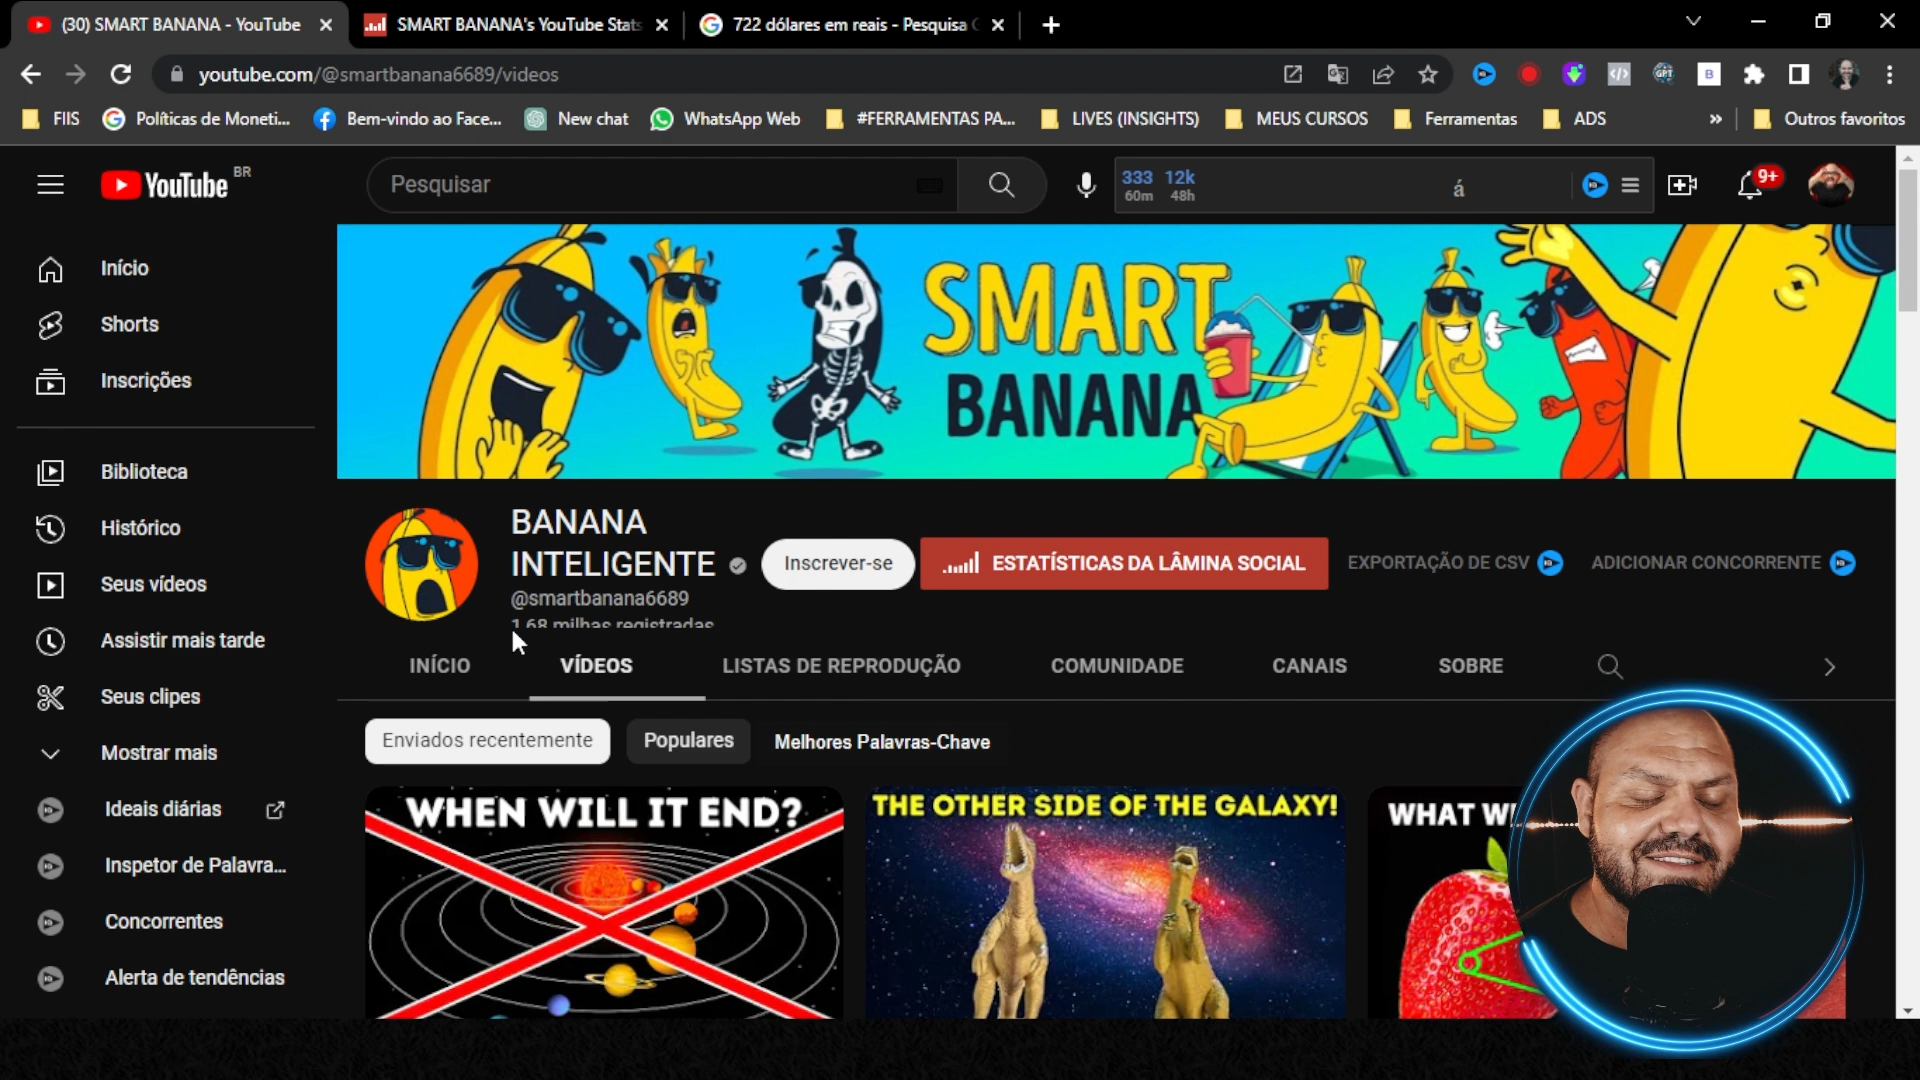 (30) SMART BANANA - YouTube
SMART BANANA's YouTube Stats
722 dólares em reais - Pesquisa
youtube.com/@smartbanana6689/videos
FIIS
Políticas de Moneti...
Bem-vindo ao Face...
New chat
WhatsApp Web
#FERRAMENTAS PA...
LIVES (INSIGHTS)
MEUS CURSOS
Ferramentas
ADS
»
Outros favoritos
YouTube BR
Pesquisar
333 12k
60m 48h
á
9+
Início
Shorts
Inscrições
Biblioteca
Histórico
Seus vídeos
Assistir mais tarde
Seus clipes
Mostrar mais
Ideais diárias
Inspetor de Palavra...
Concorrentes
Alerta de tendências
SMART
BANANA
BANANA
INTELIGENTE
@smartbanana6689
1,68 milhas registradas
Inscrever-se
ESTATÍSTICAS DA LÂMINA SOCIAL
EXPORTAÇÃO DE CSV
ADICIONAR CONCORRENTE
INÍCIO
VÍDEOS
LISTAS DE REPRODUÇÃO
COMUNIDADE
CANAIS
SOBRE
Enviados recentemente
Populares
Melhores Palavras-Chave
WHEN WILL IT END?
THE OTHER SIDE OF THE GALAXY!
WHAT